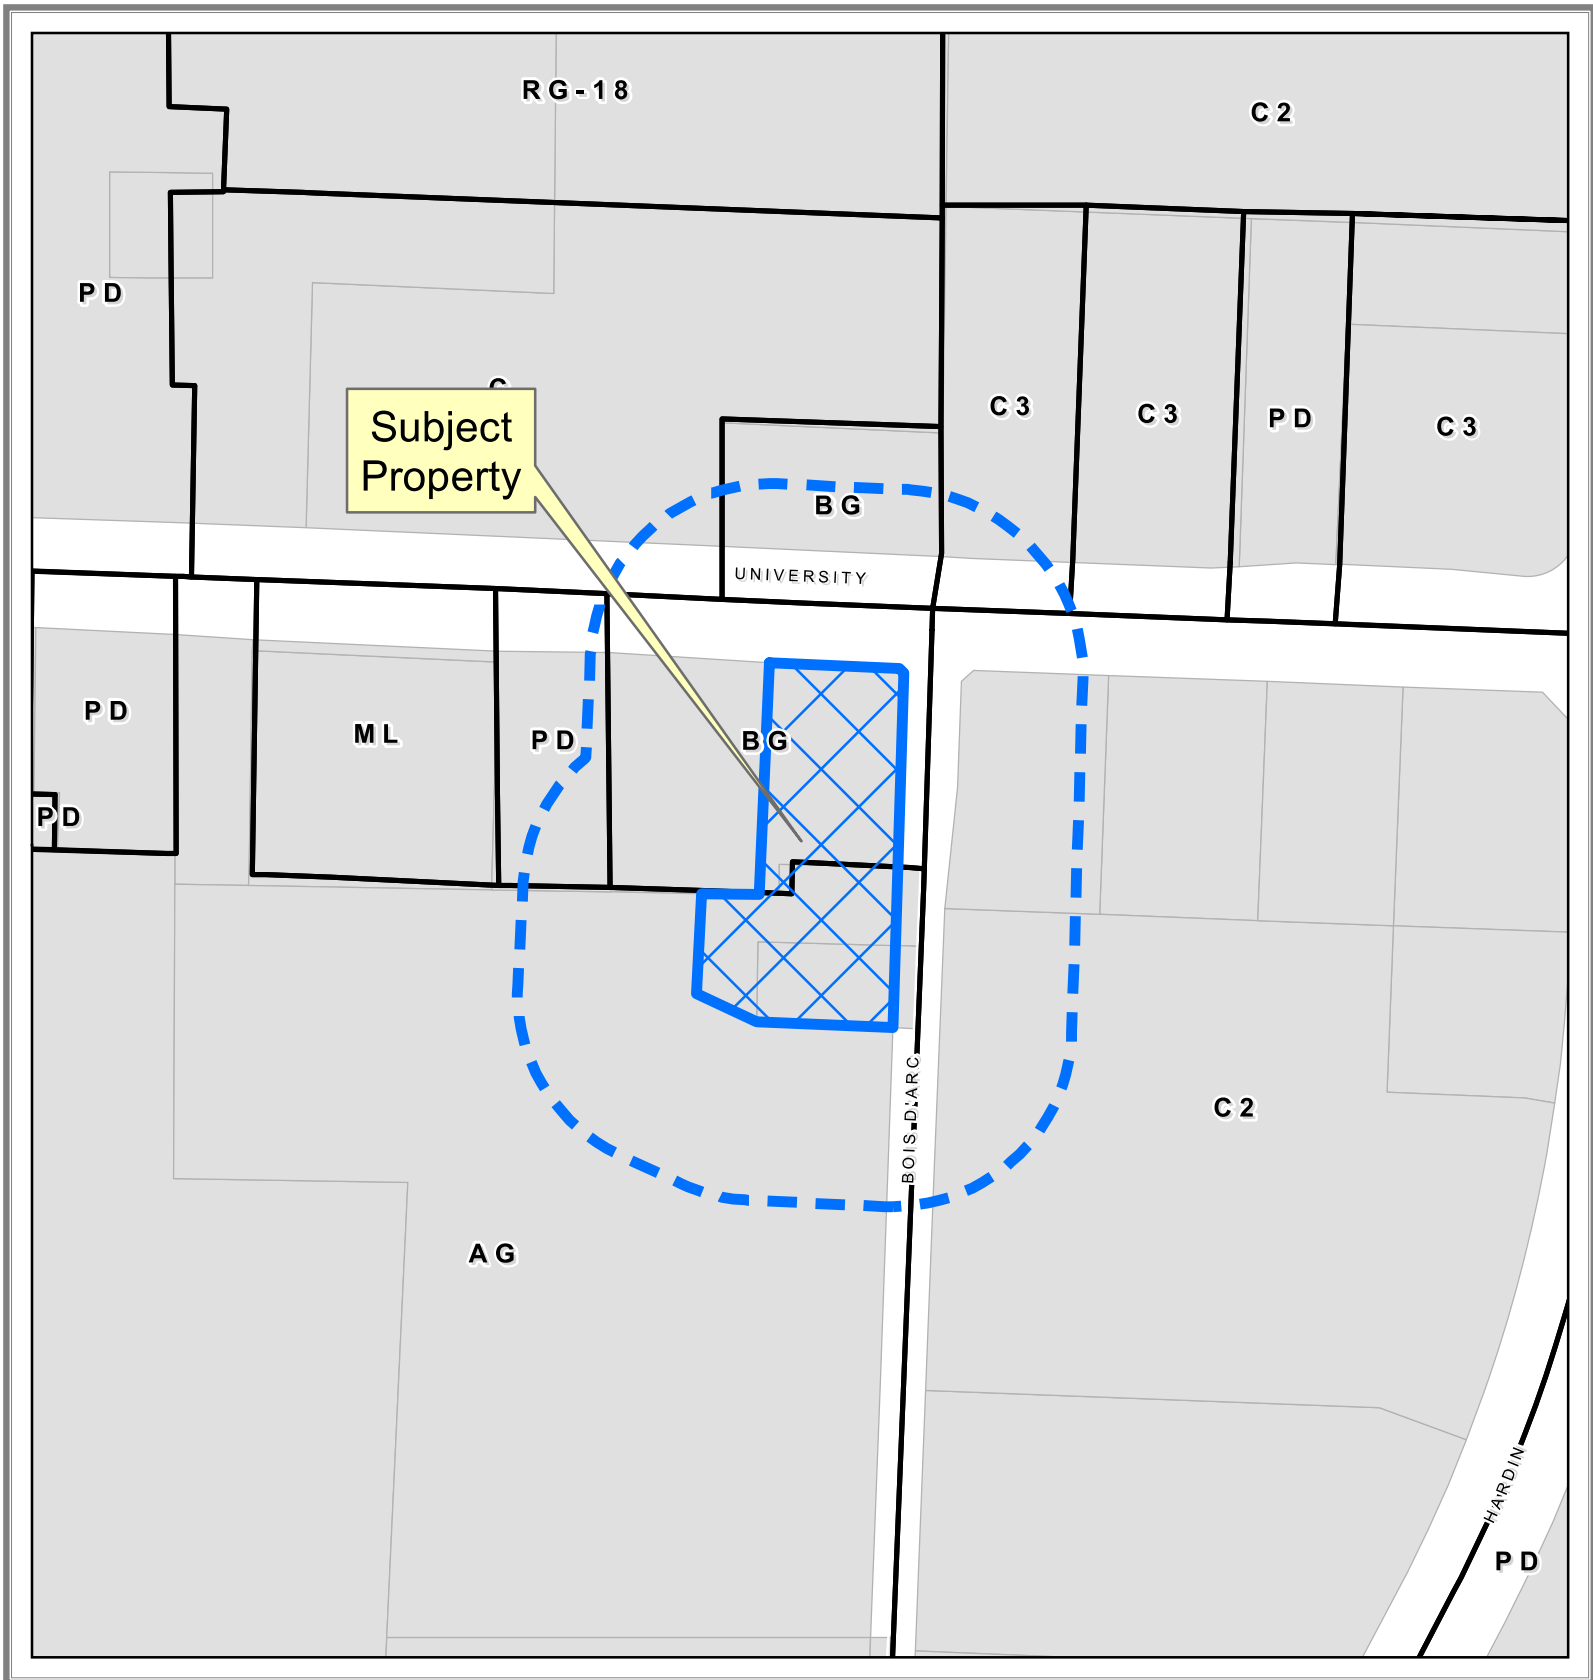 RG-18
C2
PD
C3
C3
PD
C3
Subject
Property
BG
UNIVERSITY
PD
ML
PD
BG
PD
BOIS D'ARC
C2
AG
HARDIN
PD